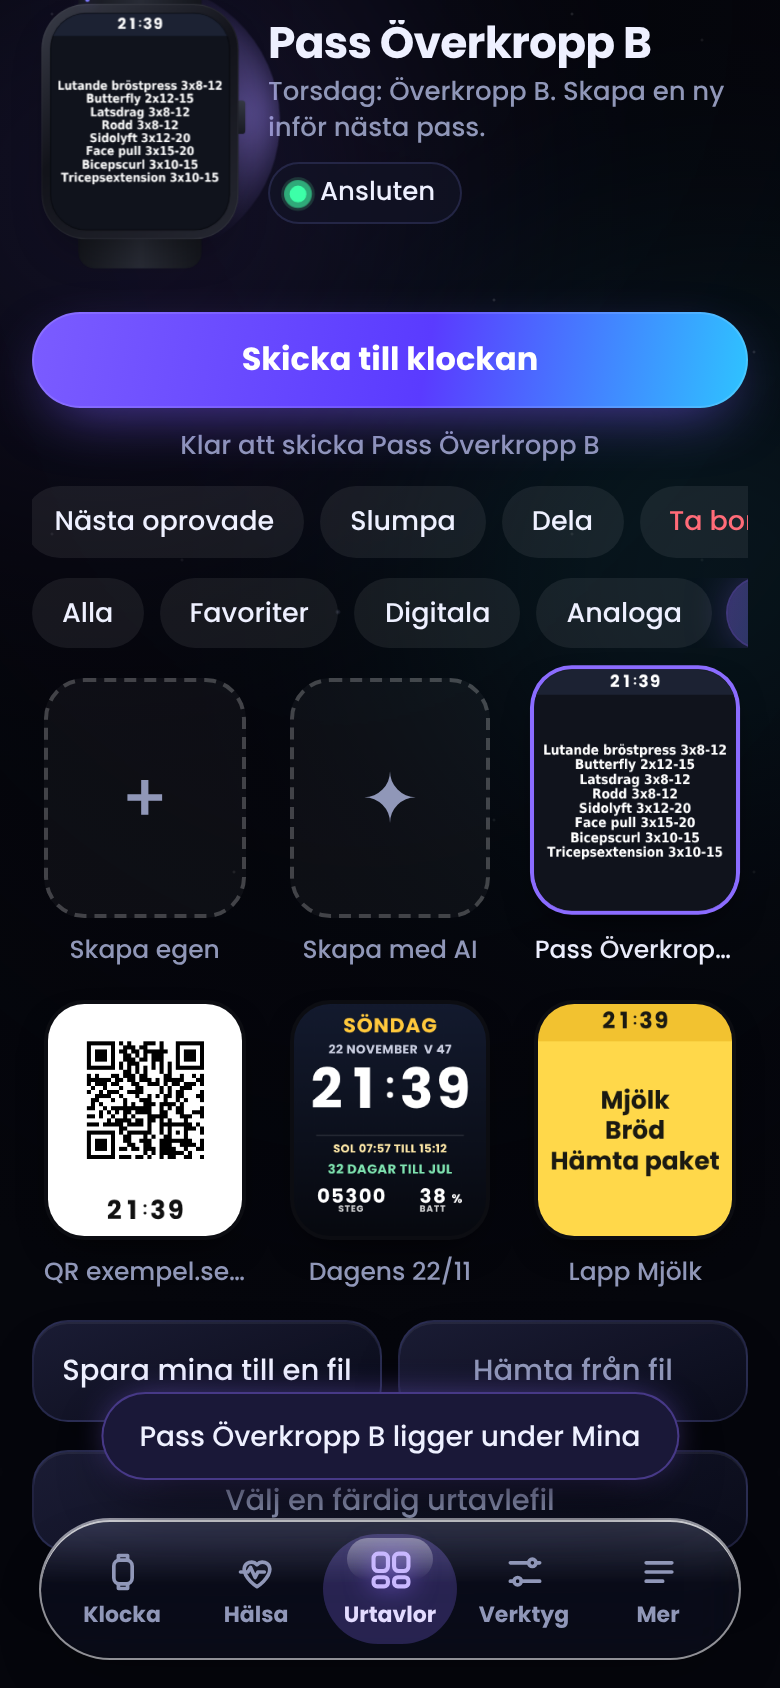 21:39
Lutande bröstpress 3x8-12
Butterfly 2x12-15
Latsdrag 3x8-12
Rodd 3x8-12
Sidolyft 3x12-20
Face pull 3x15-20
Bicepscurl 3x10-15
Tricepsextension 3x10-15
Pass Överkropp B
Torsdag: Överkropp B. Skapa en ny
inför nästa pass.
Ansluten
Skicka till klockan
Klar att skicka Pass Överkropp B
Nästa oprovade
Slumpa
Dela
Ta bor
Alla
Favoriter
Digitala
Analoga
+
Skapa egen
Skapa med AI
21:39
Lutande bröstpress 3x8-12
Butterfly 2x12-15
Latsdrag 3x8-12
Rodd 3x8-12
Sidolyft 3x12-20
Face pull 3x15-20
Bicepscurl 3x10-15
Tricepsextension 3x10-15
Pass Överkrop...
21:39
QR exempel.se...
SÖNDAG
22 NOVEMBER V 47
21:39
SOL 07:57 TILL 15:12
32 DAGAR TILL JUL
05300 38 %
STEG BATT
Dagens 22/11
21:39
Mjölk
Bröd
Hämta paket
Lapp Mjölk
Spara mina till en fil
Hämta från fil
Pass Överkropp B ligger under Mina
Välj en färdig urtavlefil
Klocka
Hälsa
Urtavlor
Verktyg
Mer